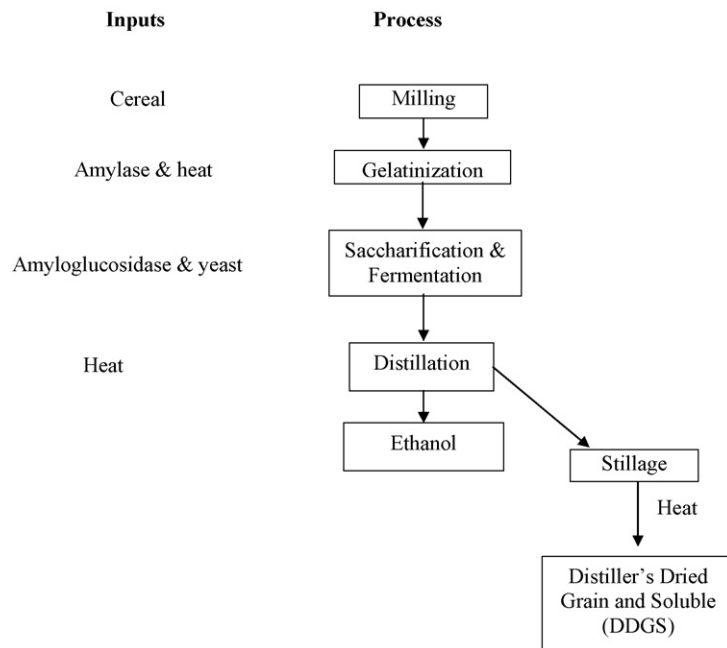 Inputs
Process
Cereal
Milling
Amylase & heat
Gelatinization
Amyloglucosidase & yeast
Saccharification &
Fermentation
Heat
Distillation
Ethanol
Stillage
Heat
Distiller’s Dried
Grain and Soluble
(DDGS)